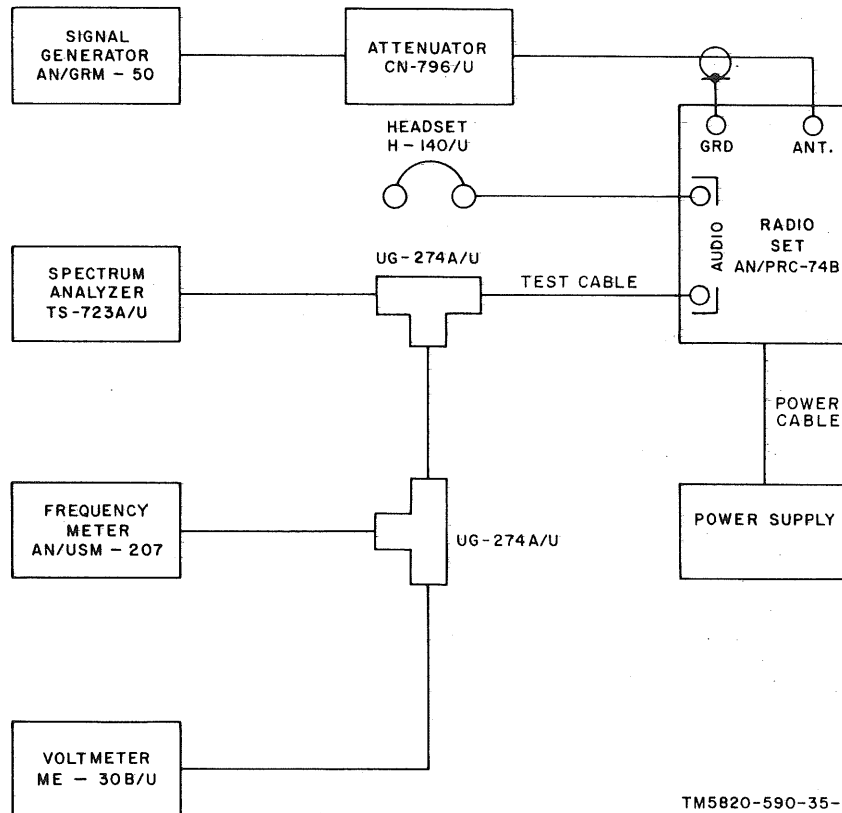 SIGNAL
GENERATOR
AN/GRM - 50
ATTENUATOR
CN-796/U
HEADSET
H - 140/U
GRD
ANT.
AUDIO
RADIO
SET
AN/PRC-74B
UG-274A/U
SPECTRUM
ANALYZER
TS-723A/U
TEST CABLE
POWER
CABLE
FREQUENCY
METER
AN/USM - 207
UG-274A/U
POWER SUPPLY
VOLTMETER
ME - 30B/U
TM5820-590-35-